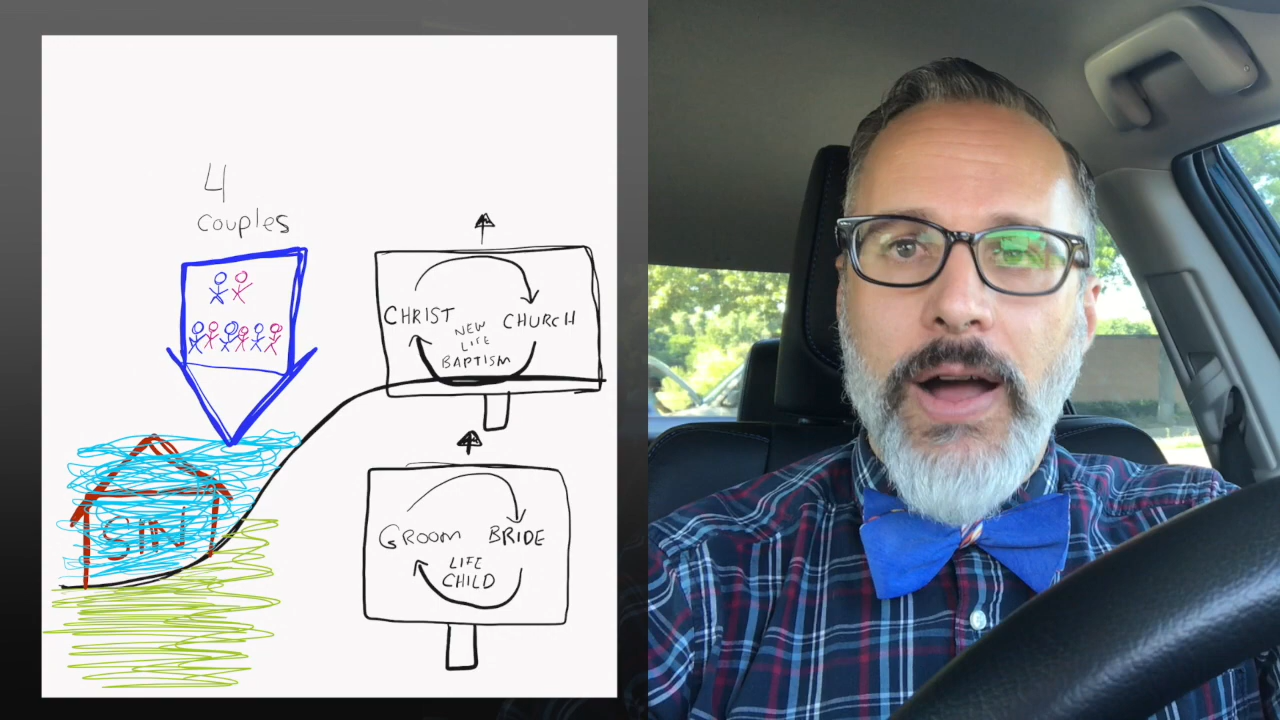 4
couples
CHRIST
CHURCH
NEW
LIFE
BAPTISM
SIN
GROOM
BRIDE
LIFE
CHILD